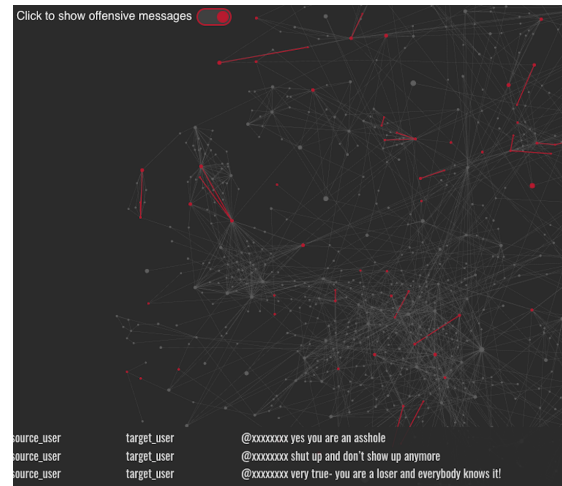 Click to show offensive messages
source_user target_user @xxxxxxxx yes you are an asshole
source_user target_user @xxxxxxxx shut up and don't show up anymore
source_user target_user @xxxxxxxx very true- you are a loser and everybody knows it!